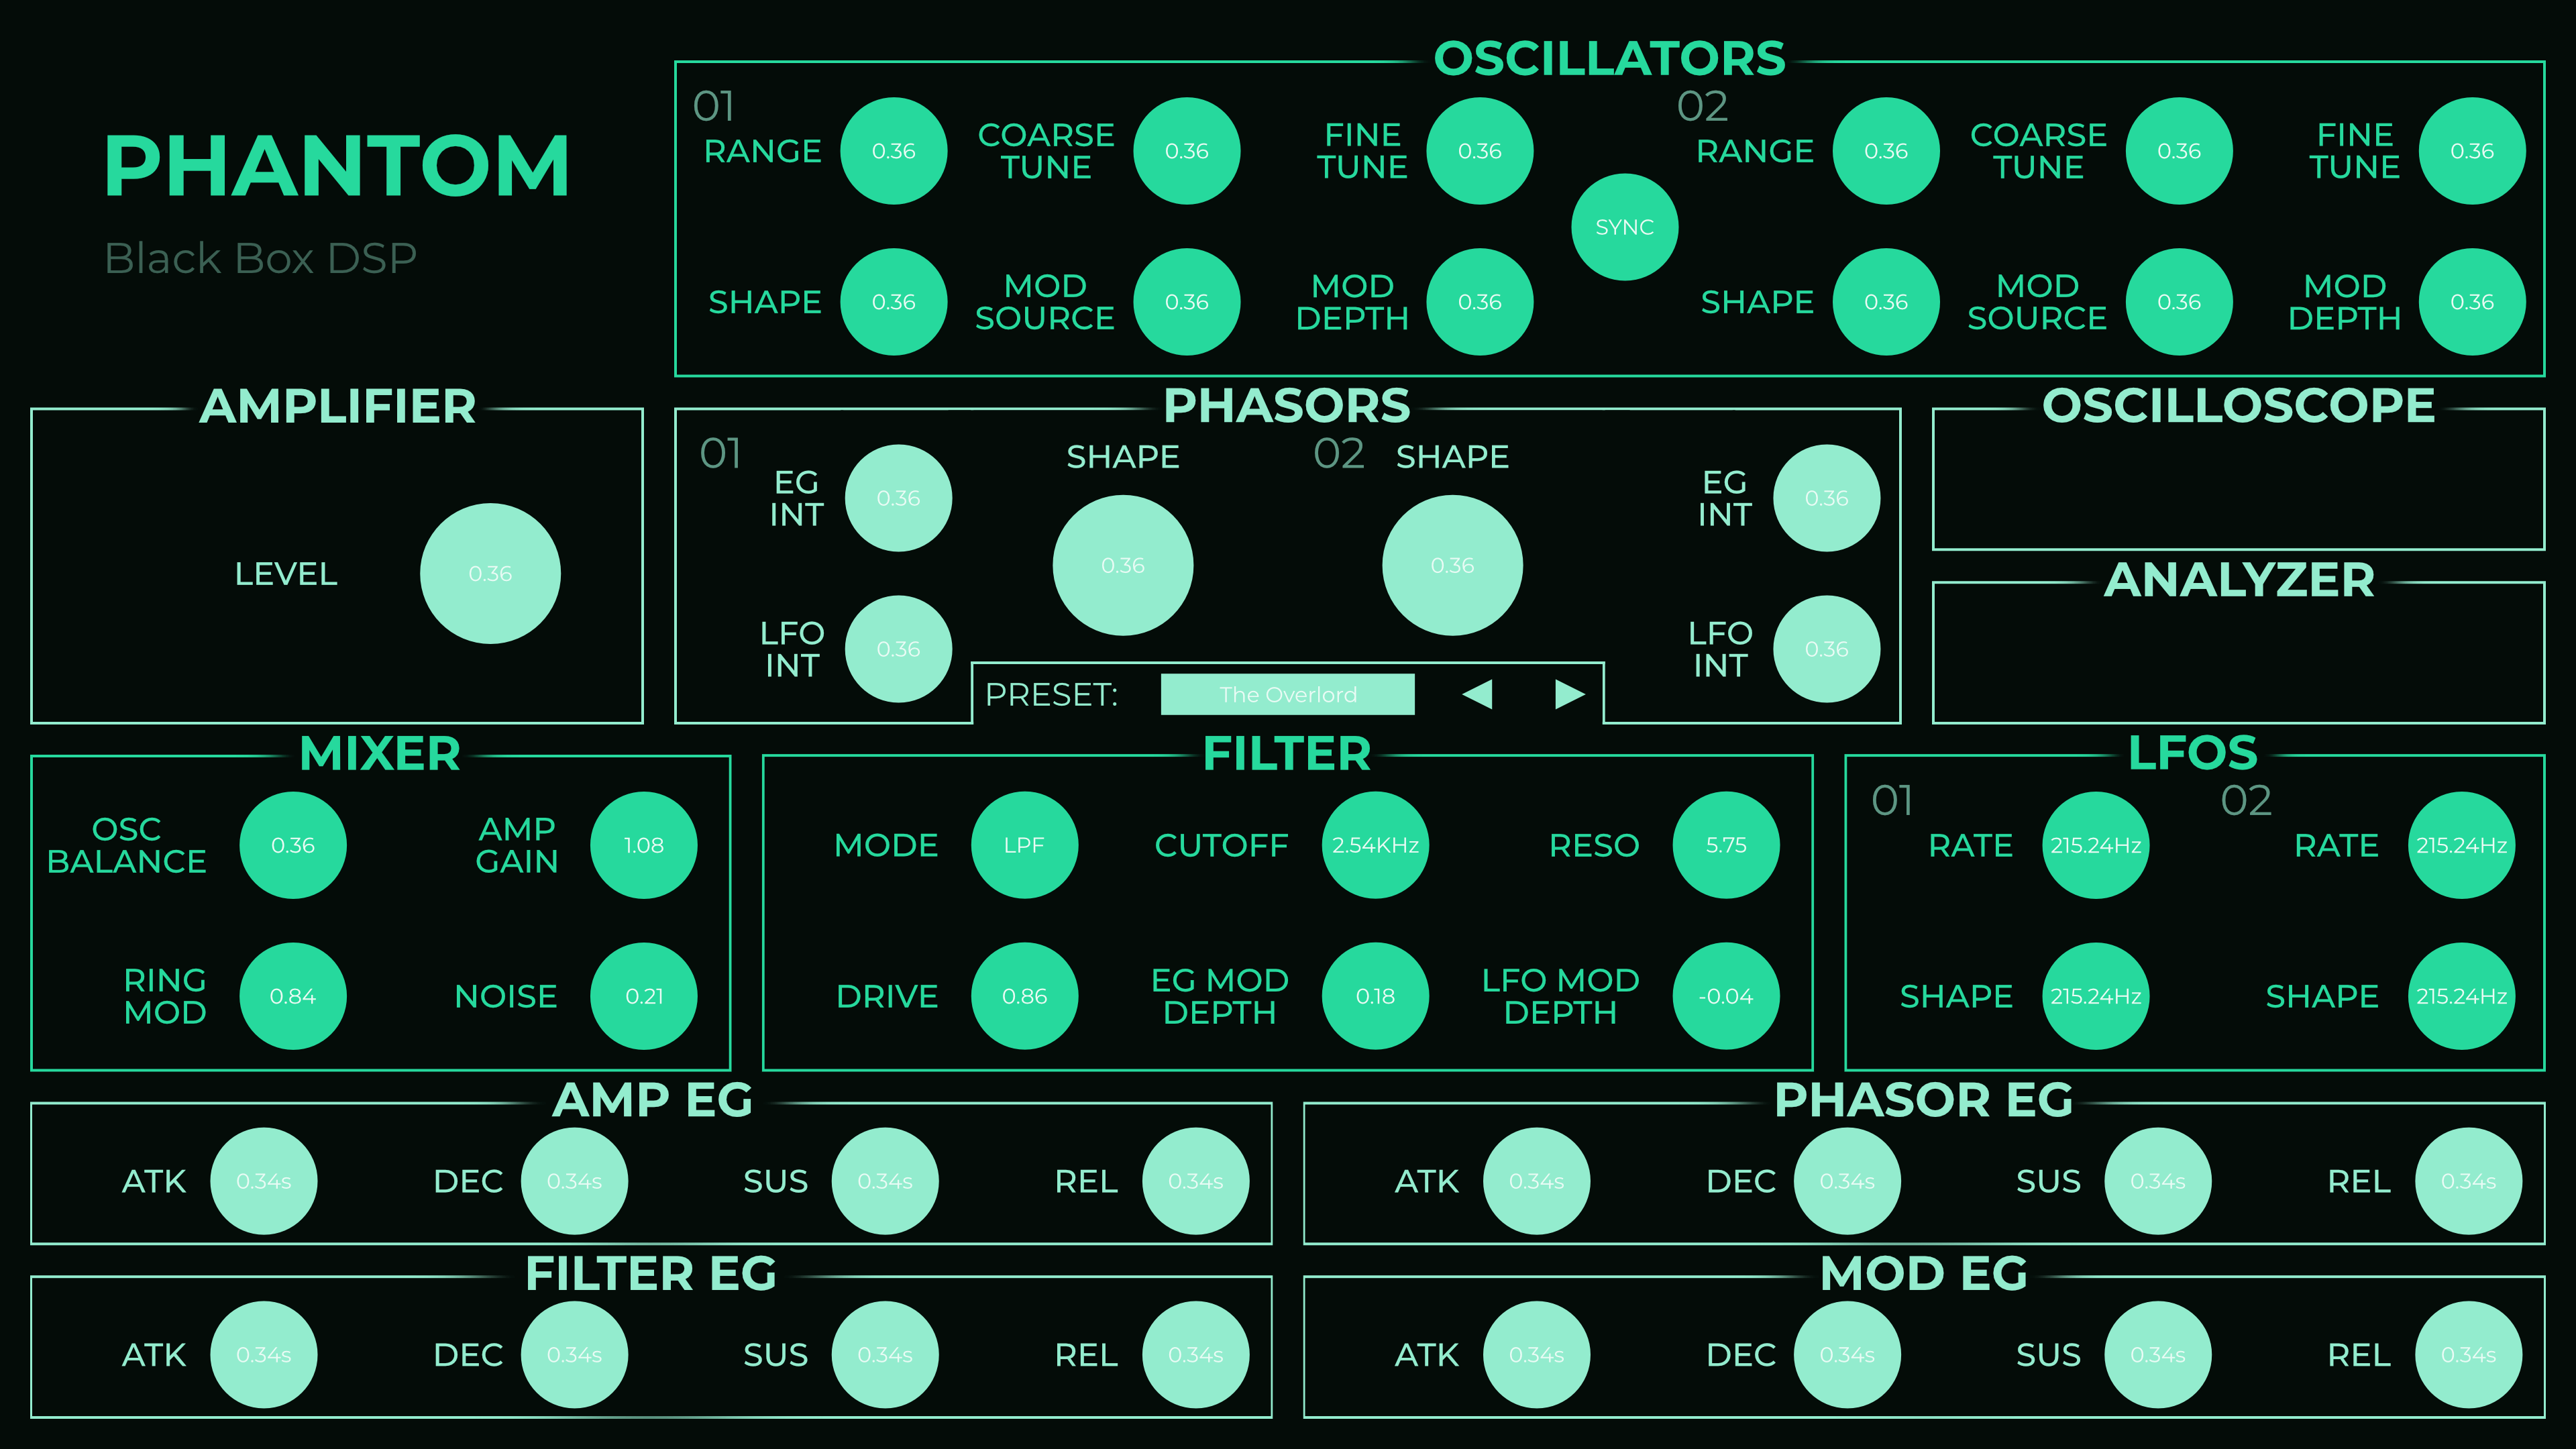 PHANTOM
Black Box DSP
OSCILLATORS
01
RANGE
0.36
COARSE
TUNE
0.36
FINE
TUNE
0.36
SHAPE
0.36
MOD
SOURCE
0.36
MOD
DEPTH
0.36
SYNC
02
RANGE
0.36
COARSE
TUNE
0.36
FINE
TUNE
0.36
SHAPE
0.36
MOD
SOURCE
0.36
MOD
DEPTH
0.36
AMPLIFIER
LEVEL
0.36
PHASORS
01
EG
INT
0.36
LFO
INT
0.36
SHAPE
0.36
02
SHAPE
0.36
EG
INT
0.36
LFO
INT
0.36
PRESET:
The Overlord
OSCILLOSCOPE
ANALYZER
MIXER
OSC
BALANCE
0.36
AMP
GAIN
1.08
RING
MOD
0.84
NOISE
0.21
FILTER
MODE
LPF
CUTOFF
2.54KHz
RESO
5.75
DRIVE
0.86
EG MOD
DEPTH
0.18
LFO MOD
DEPTH
-0.04
LFOS
01
RATE
215.24Hz
02
RATE
215.24Hz
SHAPE
215.24Hz
SHAPE
215.24Hz
AMP EG
ATK
0.34s
DEC
0.34s
SUS
0.34s
REL
0.34s
PHASOR EG
ATK
0.34s
DEC
0.34s
SUS
0.34s
REL
0.34s
FILTER EG
ATK
0.34s
DEC
0.34s
SUS
0.34s
REL
0.34s
MOD EG
ATK
0.34s
DEC
0.34s
SUS
0.34s
REL
0.34s